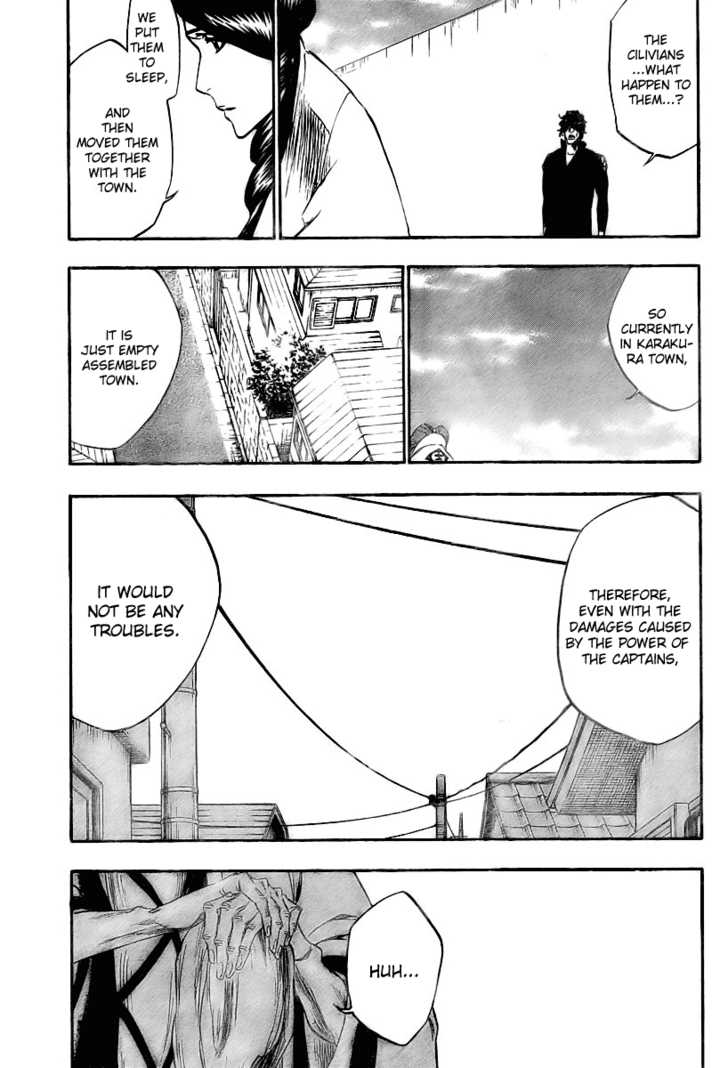 THE
CILIVIANS
...WHAT
HAPPEN TO
THEM...?
WE
PUT
THEM
TO
SLEEP,
AND
THEN
MOVED THEM
TOGETHER
WITH THE
TOWN.
SO
CURRENTLY
IN KARAKU-
RA TOWN,
IT IS
JUST EMPTY
ASSEMBLED
TOWN.
THEREFORE,
EVEN WITH THE
DAMAGES CAUSED
BY THE POWER OF
THE CAPTAINS,
IT WOULD
NOT BE ANY
TROUBLES.
HUH...